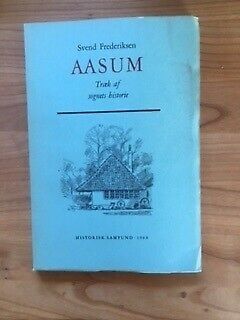 Svend Frederiksen
AASUM
Træk af
sognets historie
HISTORISK SAMFUND · 1968